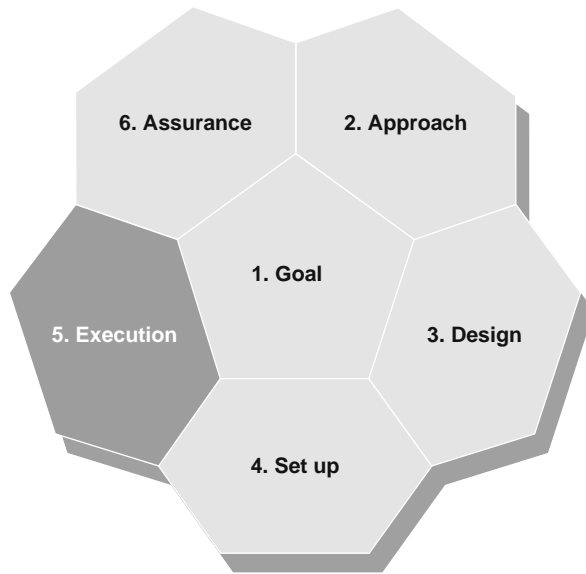 6. Assurance
2. Approach
1. Goal
5. Execution
3. Design
4. Set up